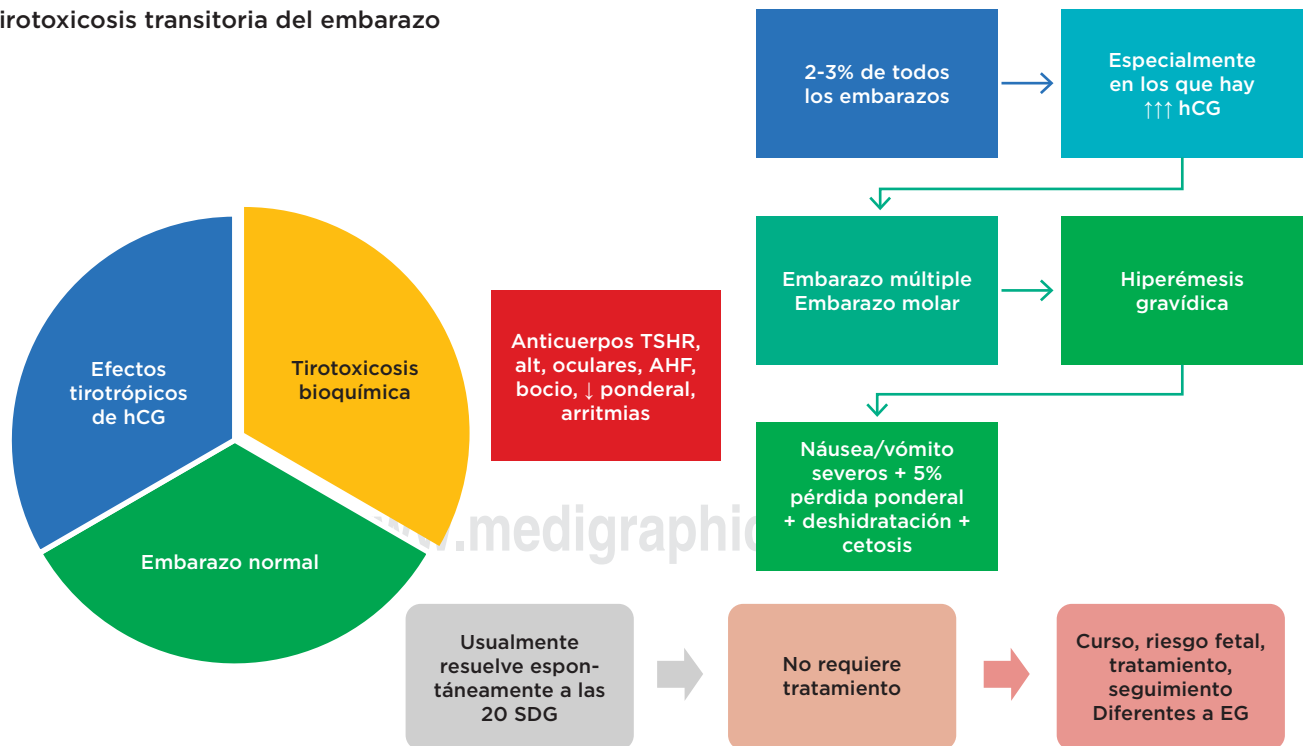 irotoxicosis transitoria del embarazo
2-3% de todos
los embarazos
Especialmente
en los que hay
↑↑↑ hCG
Embarazo múltiple
Embarazo molar
Hiperémesis
gravídica
Náusea/vómito
severos + 5%
pérdida ponderal
+ deshidratación +
cetosis
Efectos
tirotrópicos
de hCG
Tirotoxicosis
bioquímica
Embarazo normal
Anticuerpos TSHR,
alt, oculares, AHF,
bocio, ↓ ponderal,
arritmias
w.medigraphic
Usualmente
resuelve espon-
táneamente a las
20 SDG
No requiere
tratamiento
Curso, riesgo fetal,
tratamiento,
seguimiento
Diferentes a EG